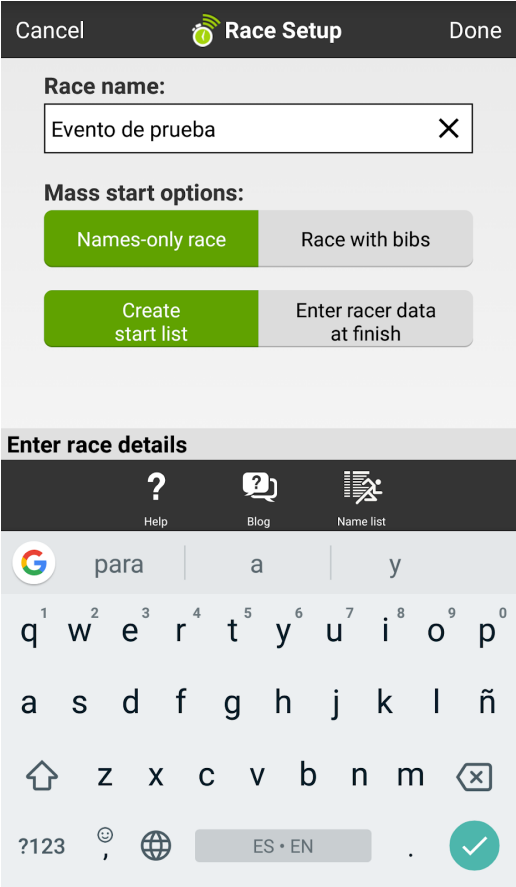 Cancel Race Setup Done
Race name:
Evento de prueba
Mass start options:
Names-only race Race with bibs
Create Enter racer data
start list at finish
Enter race details
? ?
Help Blog Name list
G para a y
1 2 3 4 5 6 7 8 9 0
q w e r t y u i o p
a s d f g h j k l ñ
z x c v b n m
?123 , ES • EN .